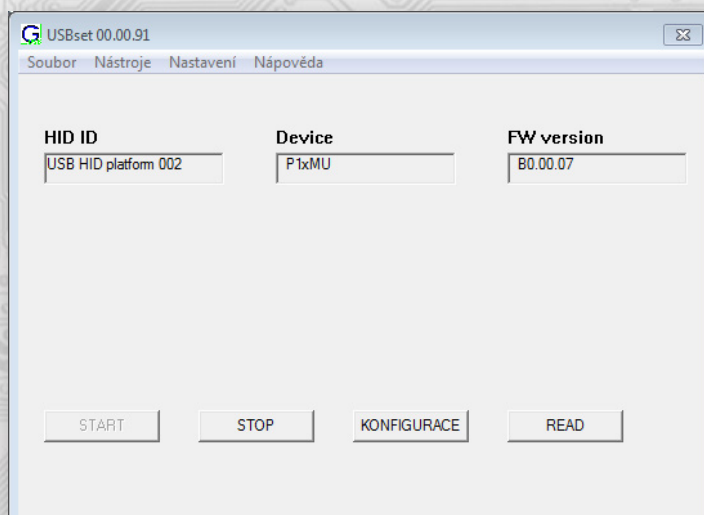 USBset 00.00.91
Soubor Nástroje Nastavení Nápověda
HID ID Device FW version
USB HID platform 002 P1xMU B0.00.07
START STOP KONFIGURACE READ